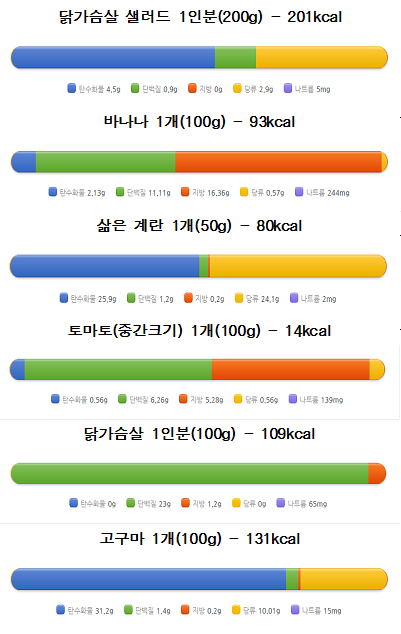 닭가슴살 샐러드 1인분(200g) - 201kcal
탄수화물 4,5g 단백질 0,9g 지방 0g 당류 2,9g 나트륨 5mg
바나나 1개(100g) - 93kcal
탄수화물 2,13g 단백질 11,11g 지방 16,36g 당류 0,57g 나트륨 244mg
삶은 계란 1개(50g) - 80kcal
탄수화물 25,9g 단백질 1,2g 지방 0,2g 당류 24,1g 나트륨 2mg
토마토(중간크기) 1개(100g) - 14kcal
탄수화물 0,56g 단백질 6,26g 지방 5,28g 당류 0,56g 나트륨 139mg
닭가슴살 1인분(100g) - 109kcal
탄수화물 0g 단백질 23g 지방 1,2g 당류 0g 나트륨 65mg
고구마 1개(100g) - 131kcal
탄수화물 31,2g 단백질 1,4g 지방 0,2g 당류 10,01g 나트륨 15mg